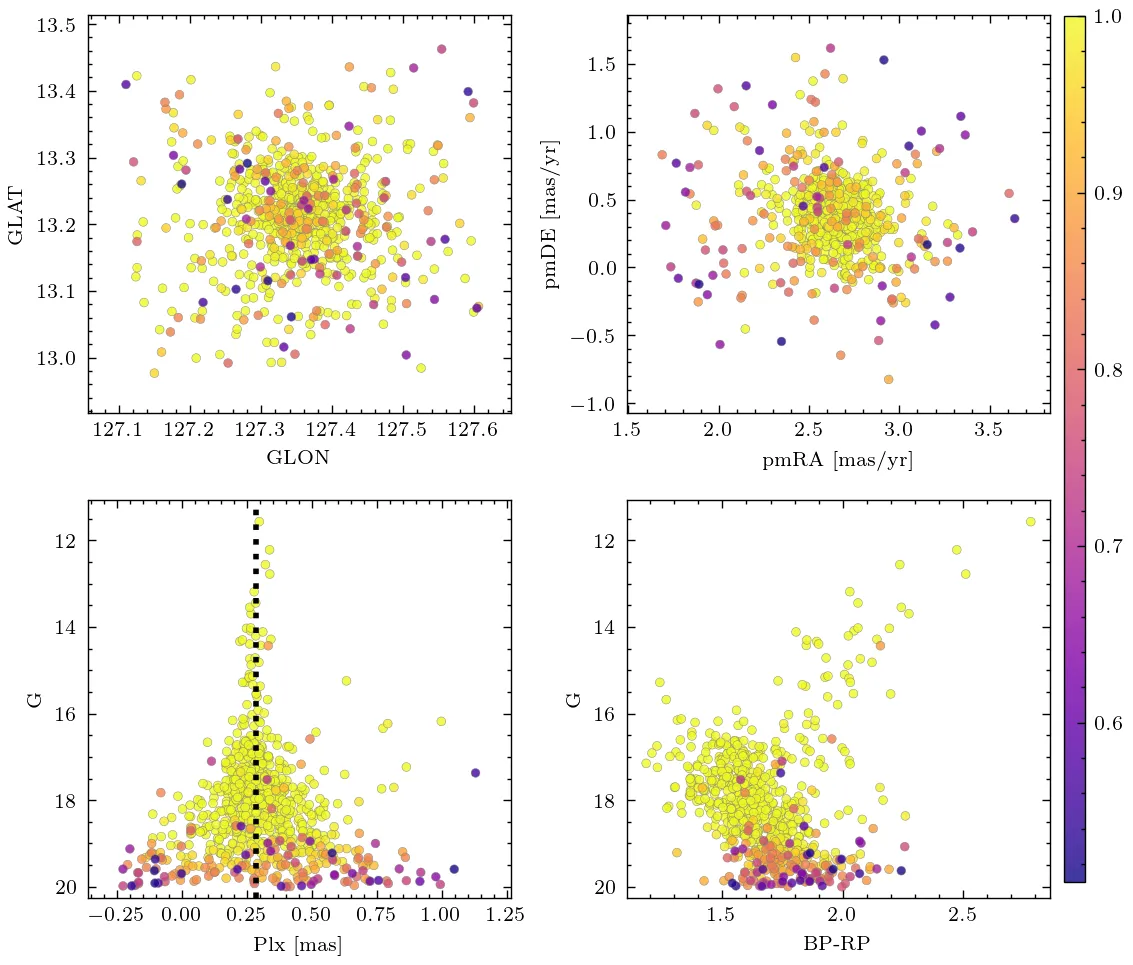 13.5
13.4
13.3
13.2
13.1
13.0
GLAT
127.1 127.2 127.3 127.4 127.5 127.6
GLON
1.5
1.0
0.5
0.0
−0.5
−1.0
pmDE [mas/yr]
1.5 2.0 2.5 3.0 3.5
pmRA [mas/yr]
1.0
0.9
0.8
0.7
0.6
12
14
16
18
20
G
−0.25 0.00 0.25 0.50 0.75 1.00 1.25
Plx [mas]
12
14
16
18
20
G
1.5 2.0 2.5
BP-RP